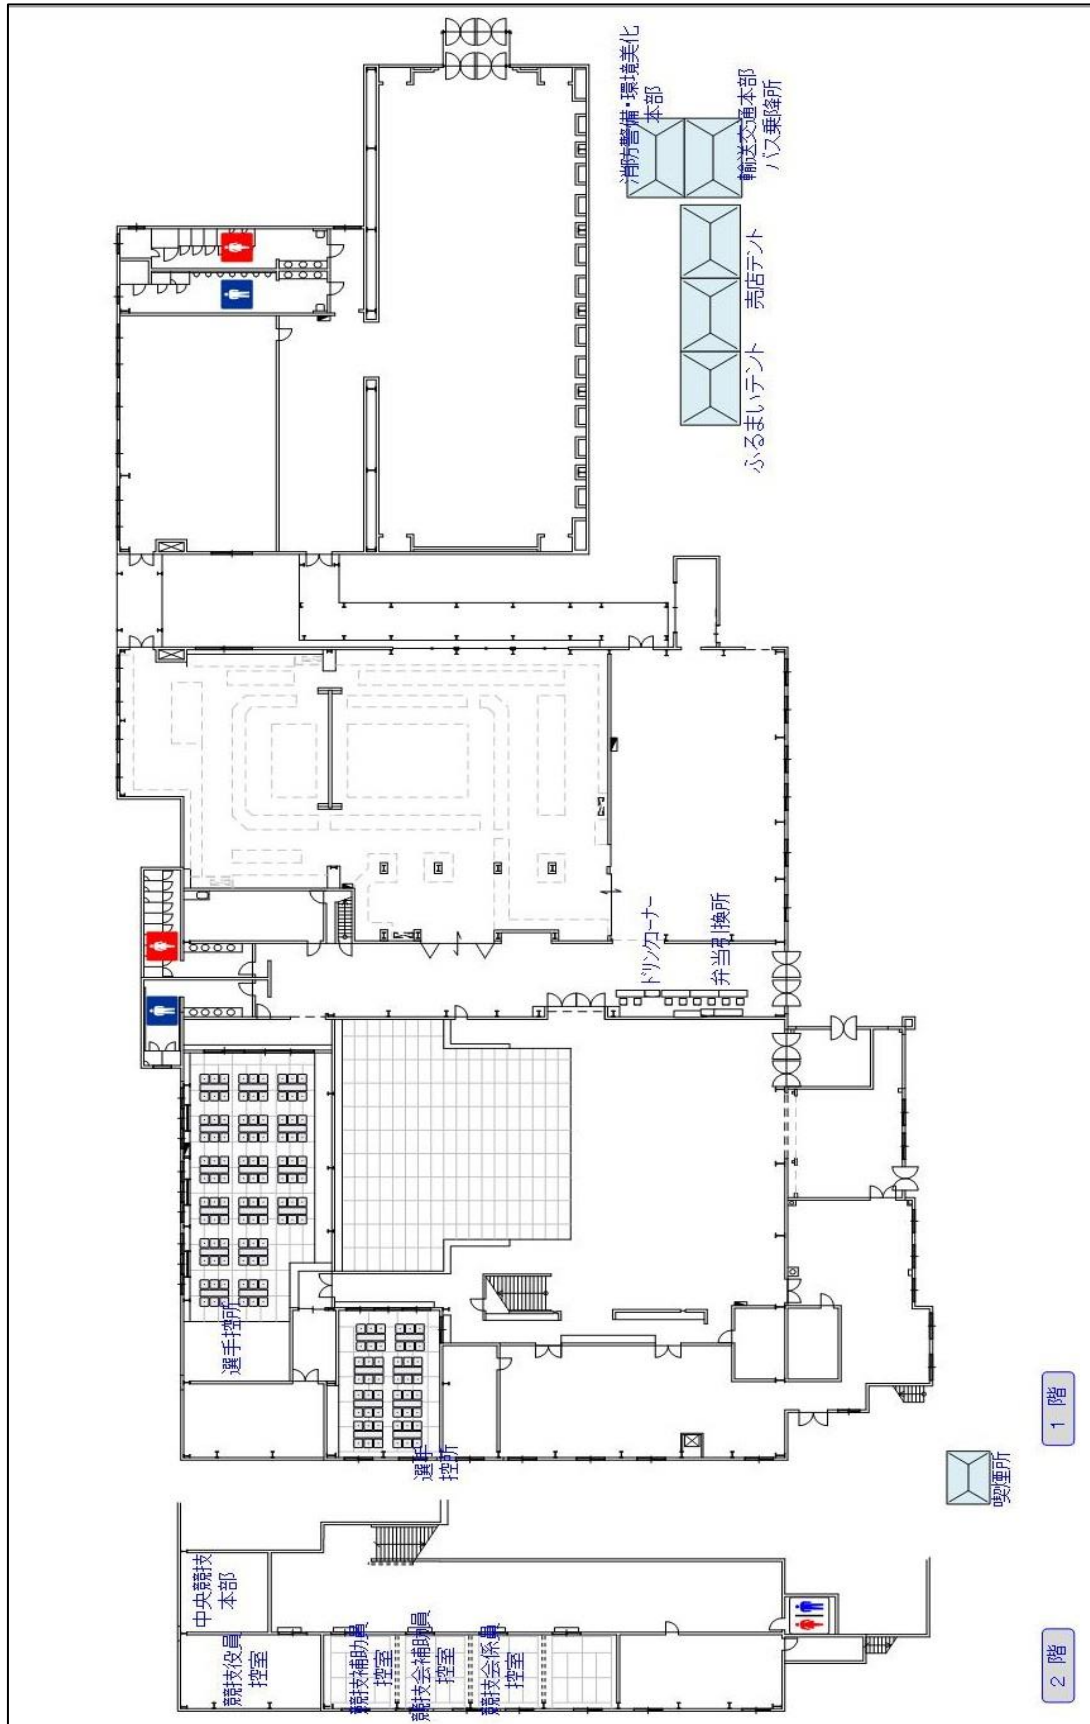 消防警備・環境美化
本部
輸送交通本部
バス乗降所
売店テント
ふるまいテント
ドリンクコーナー
弁当引換所
選手控所
選手
控所
喫煙所
1 階
中央競技
本部
競技役員
控室
競技補助員
控室
競技会補助員
控室
競技会係員
控室
2 階